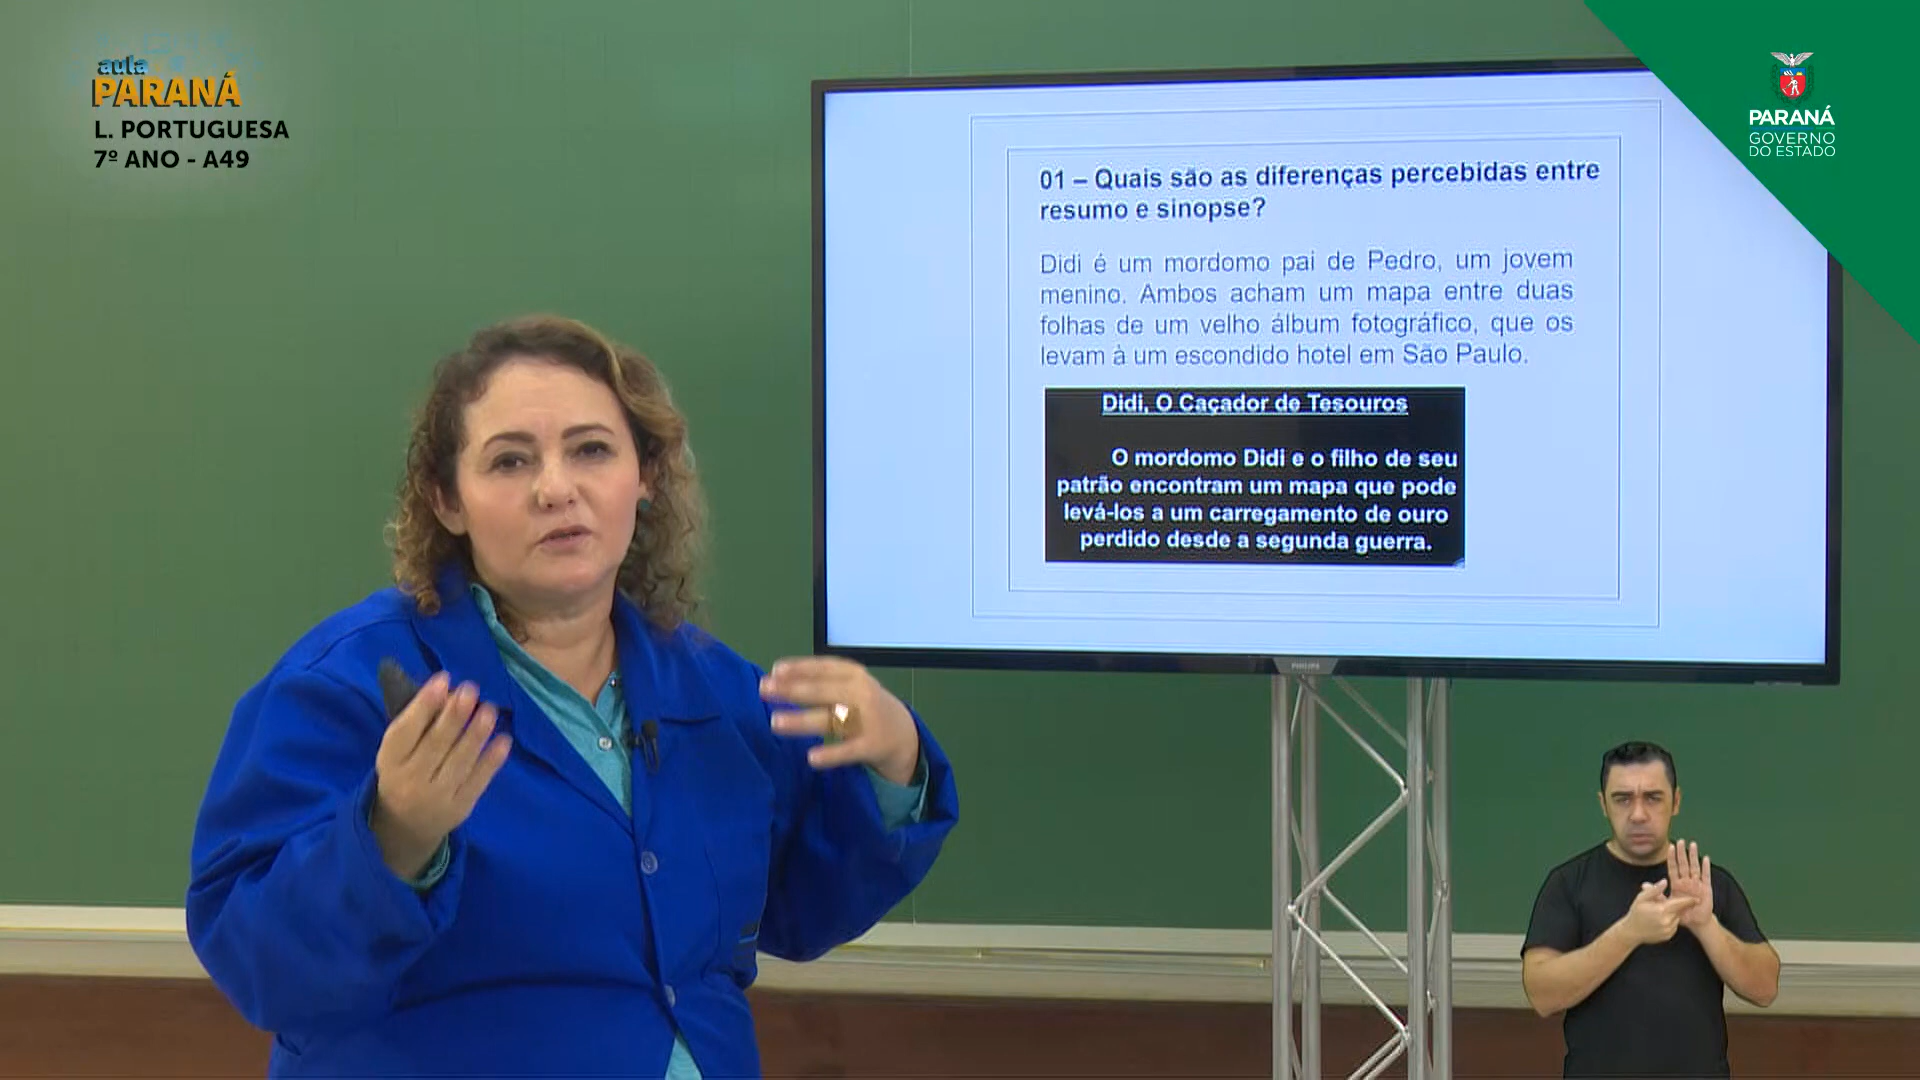 aula
PARANÁ
L. PORTUGUESA
7º ANO - A49
01 – Quais são as diferenças percebidas entre
resumo e sinopse?
Didi é um mordomo pai de Pedro, um jovem
menino. Ambos acham um mapa entre duas
folhas de um velho álbum fotográfico, que os
levam à um escondido hotel em São Paulo.
Didi, O Caçador de Tesouros
O mordomo Didi e o filho de seu
patrão encontram um mapa que pode
levá-los a um carregamento de ouro
perdido desde a segunda guerra.
PHILIPS
PARANÁ
GOVERNO
DO ESTADO